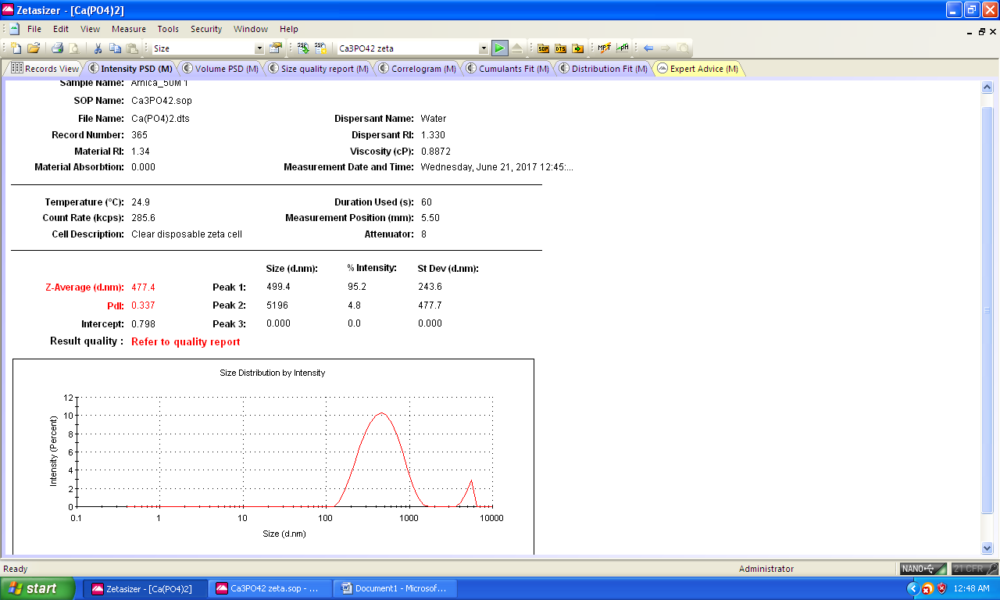 Zetasizer - [Ca(PO4)2]
File Edit View Measure Tools Security Window Help
Size Ca3PO42 zeta SOP DTS MPT pH
Records View Intensity PSD (M) Volume PSD (M) Size quality report (M) Correlogram (M) Cumulants Fit (M) Distribution Fit (M) Expert Advice (M)
Sample Name: Arnica_50M 1
SOP Name: Ca3PO42.sop
File Name: Ca(PO4)2.dts Dispersant Name: Water
Record Number: 365 Dispersant RI: 1.330
Material RI: 1.34 Viscosity (cP): 0.8872
Material Absorbtion: 0.000 Measurement Date and Time: Wednesday, June 21, 2017 12:45:...
Temperature (°C): 24.9 Duration Used (s): 60
Count Rate (kcps): 285.6 Measurement Position (mm): 5.50
Cell Description: Clear disposable zeta cell Attenuator: 8
Size (d.nm): % Intensity: St Dev (d.nm):
Z-Average (d.nm): 477.4 Peak 1: 499.4 95.2 243.6
PdI: 0.337 Peak 2: 5196 4.8 477.7
Intercept: 0.798 Peak 3: 0.000 0.0 0.000
Result quality : Refer to quality report
Size Distribution by Intensity
Intensity (Percent)
12
10
8
6
4
2
0
0.1 1 10 100 1000 10000
Size (d.nm)
Ready Administrator NANO 21 CFR
start Zetasizer - [Ca(PO4)2] Ca3PO42 zeta.sop - ... Document1 - Microsof... 12:48 AM